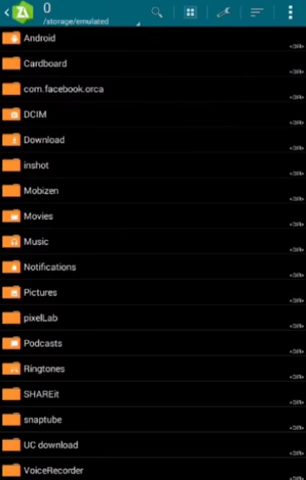 0
/storage/emulated
Android
Cardboard
com.facebook.orca
DCIM
Download
inshot
Mobizen
Movies
Music
Notifications
Pictures
pixelLab
Podcasts
Ringtones
SHAREit
snaptube
UC download
VoiceRecorder